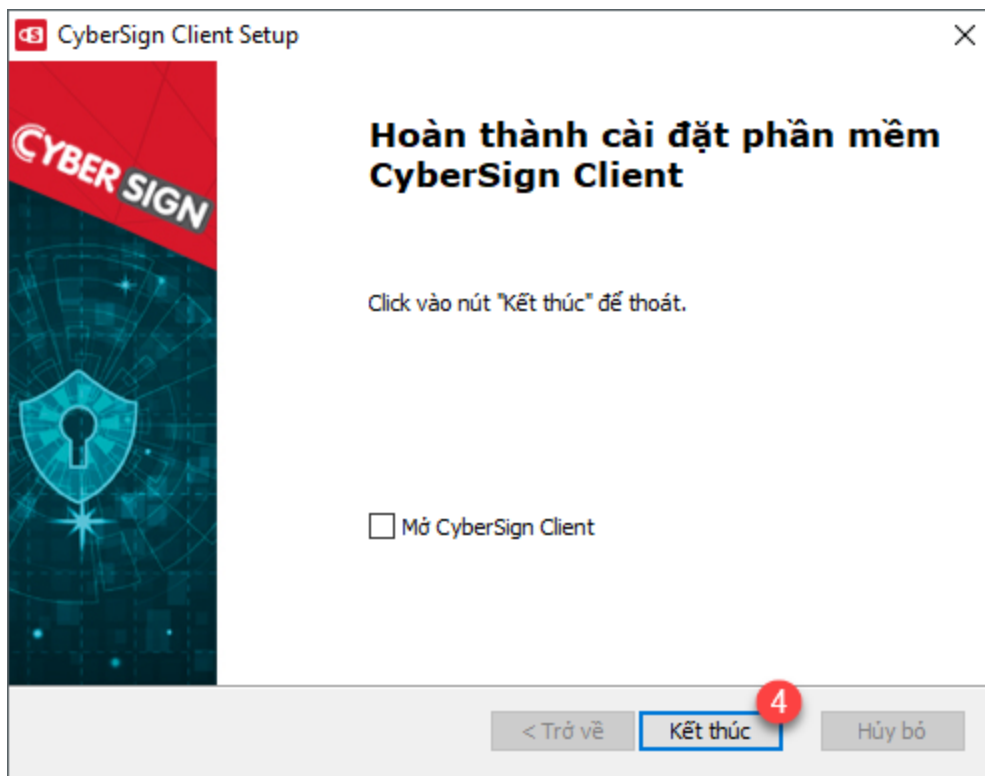 CyberSign Client Setup
CYBER SIGN
Hoàn thành cài đặt phần mềm
CyberSign Client
Click vào nút "Kết thúc" để thoát.
Mở CyberSign Client
4
< Trở về
Kết thúc
Hủy bỏ